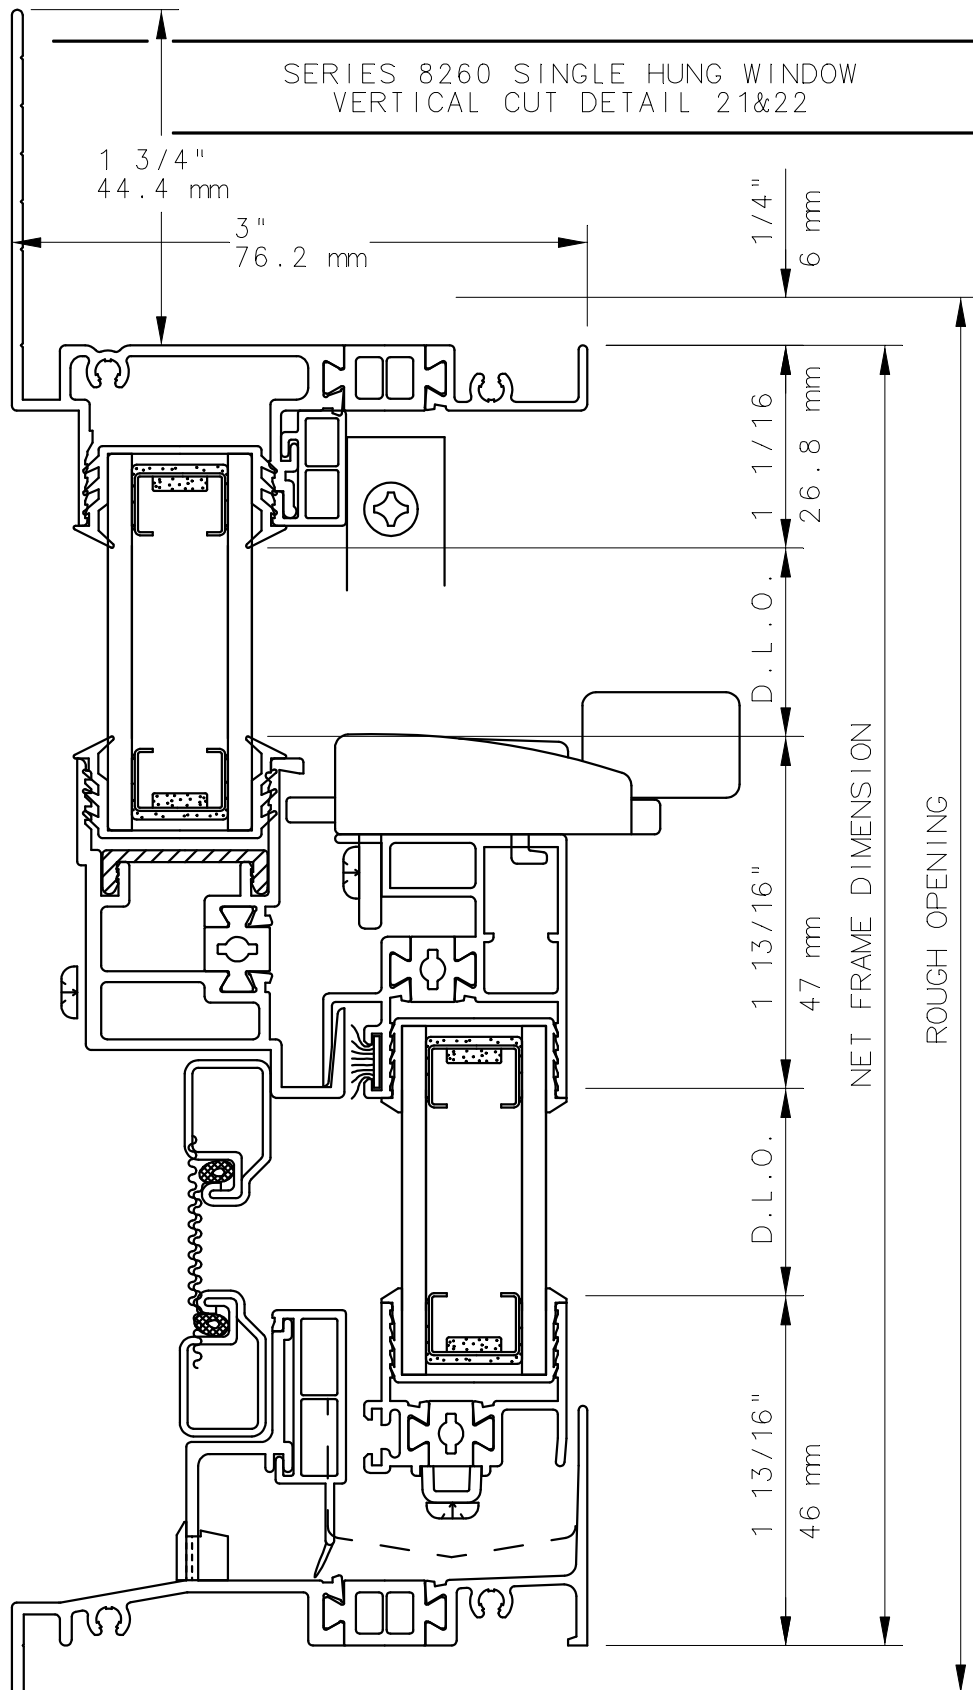 SERIES 8260 SINGLE HUNG WINDOW
VERTICAL CUT DETAIL 21&22
1 3/4"
44.4 mm
3"
76.2 mm
1/4"
6 mm
1 1/16
26.8 mm
D.L.O.
1 13/16"
47 mm
NET FRAME DIMENSION
ROUGH OPENING
D.L.O.
1 13/16"
46 mm